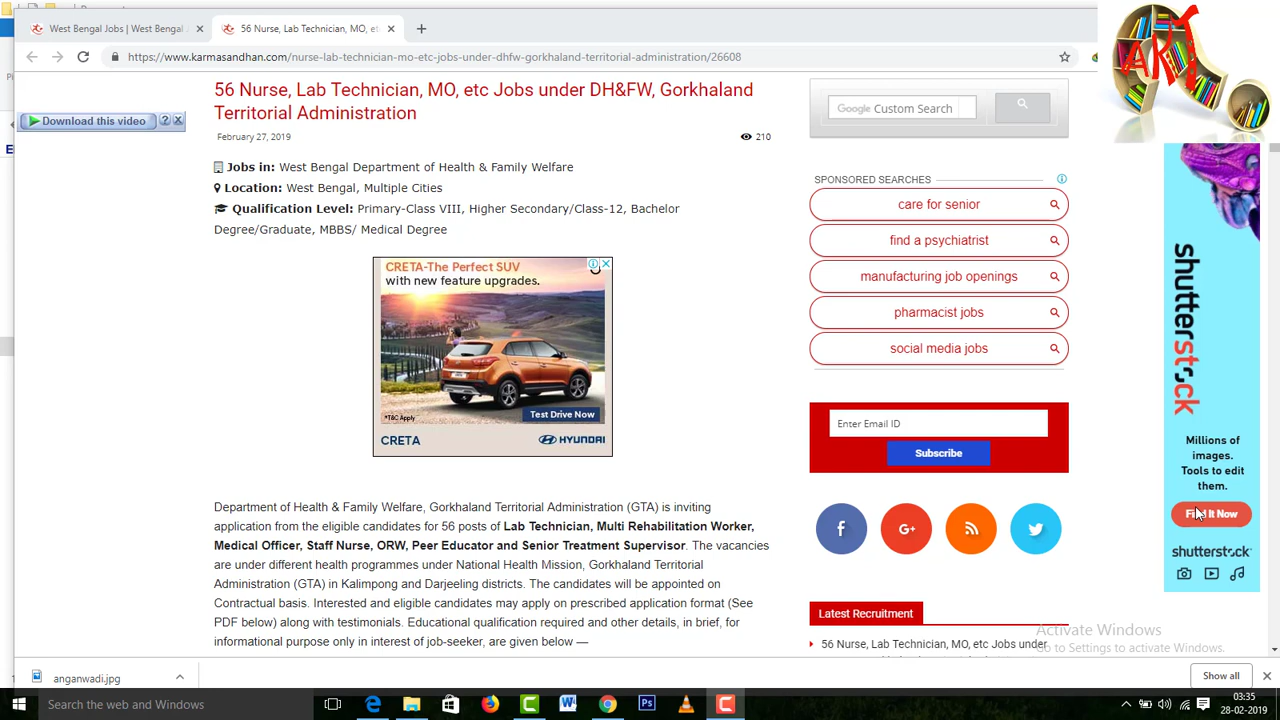 West Bengal Jobs | West Bengal
56 Nurse, Lab Technician, MO, et
https://www.karmasandhan.com/nurse-lab-technician-mo-etc-jobs-under-dhfw-gorkhaland-territorial-administration/26608
ART
56 Nurse, Lab Technician, MO, etc Jobs under DH&FW, Gorkhaland
Territorial Administration
Download this video ?
February 27, 2019
210
Jobs in: West Bengal Department of Health & Family Welfare
Location: West Bengal, Multiple Cities
Qualification Level: Primary-Class VIII, Higher Secondary/Class-12, Bachelor
Degree/Graduate, MBBS/ Medical Degree
CRETA-The Perfect SUV
with new feature upgrades.
*T&C Apply
Test Drive Now
CRETA
HYUNDAI
Department of Health & Family Welfare, Gorkhaland Territorial Administration (GTA) is inviting
application from the eligible candidates for 56 posts of Lab Technician, Multi Rehabilitation Worker,
Medical Officer, Staff Nurse, ORW, Peer Educator and Senior Treatment Supervisor. The vacancies
are under different health programmes under National Health Mission, Gorkhaland Territorial
Administration (GTA) in Kalimpong and Darjeeling districts. The candidates will be appointed on
Contractual basis. Interested and eligible candidates may apply on prescribed application format (See
PDF below) along with testimonials. Educational qualification required and other details, in brief, for
informational purpose only in interest of job-seeker, are given below —
Google Custom Search
SPONSORED SEARCHES
care for senior
find a psychiatrist
manufacturing job openings
pharmacist jobs
social media jobs
Enter Email ID
Subscribe
Latest Recruitment
56 Nurse, Lab Technician, MO, etc Jobs under
shutterstock
Millions of
images.
Tools to edit
them.
Find It Now
shutterstock
Activate Windows
Go to Settings to activate Windows.
anganwadi.jpg
Show all
Search the web and Windows
03:35
28-02-2019